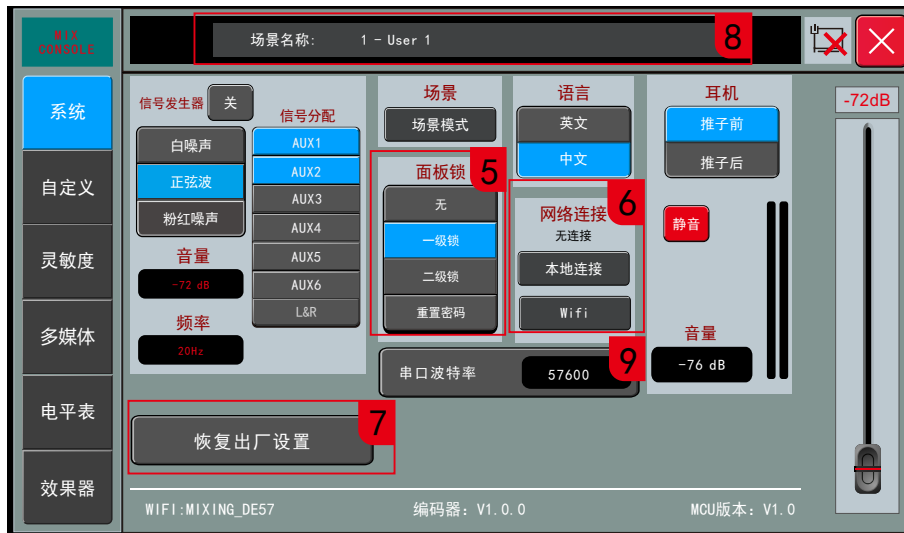 MIX
CONSOLE
场景名称: 1 - User 1
8
系统
自定义
灵敏度
多媒体
电平表
效果器
信号发生器
关
白噪声
正弦波
粉红噪声
音量
-72 dB
频率
20Hz
信号分配
AUX1
AUX2
AUX3
AUX4
AUX5
AUX6
L&R
场景
场景模式
面板锁
5
无
一级锁
二级锁
重置密码
语言
英文
中文
网络连接
6
无连接
本地连接
Wifi
耳机
推子前
推子后
静音
音量
-76 dB
串口波特率
57600
9
恢复出厂设置
7
-72dB
WIFI:MIXING_DE57
编码器: V1.0.0
MCU版本: V1.0